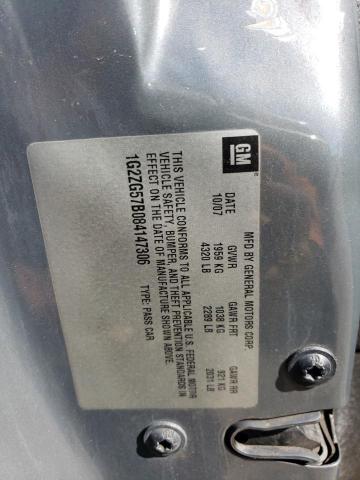 GM
MFD BY GENERAL MOTORS CORP
DATE GVWR GAWR FRT GAWR RR
10/07 1959 KG 1038 KG 921 KG
4320 LB 2289 LB 2031 LB
THIS VEHICLE CONFORMS TO ALL APPLICABLE U.S. FEDERAL MOTOR
VEHICLE SAFETY, BUMPER, AND THEFT PREVENTION STANDARDS IN
EFFECT ON THE DATE OF MANUFACTURE SHOWN ABOVE.
1G2ZG57B084147306 TYPE: PASS CAR